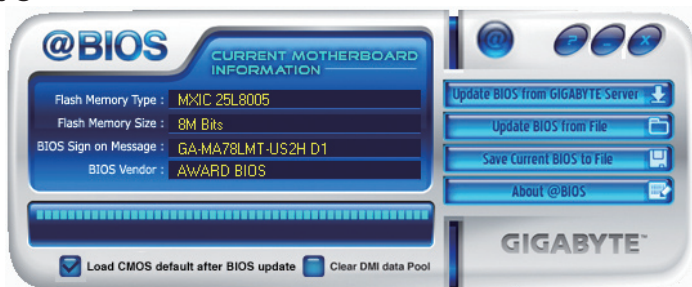 @BIOS
CURRENT MOTHERBOARD
INFORMATION
Flash Memory Type : MXIC 25L8005
Flash Memory Size : 8M Bits
BIOS Sign on Message : GA-MA78LMT-US2H D1
BIOS Vendor : AWARD BIOS
Load CMOS default after BIOS update Clear DMI data Pool
@ ? _ X
Update BIOS from GIGABYTE Server
Update BIOS from File
Save Current BIOS to File
About @BIOS
GIGABYTE™